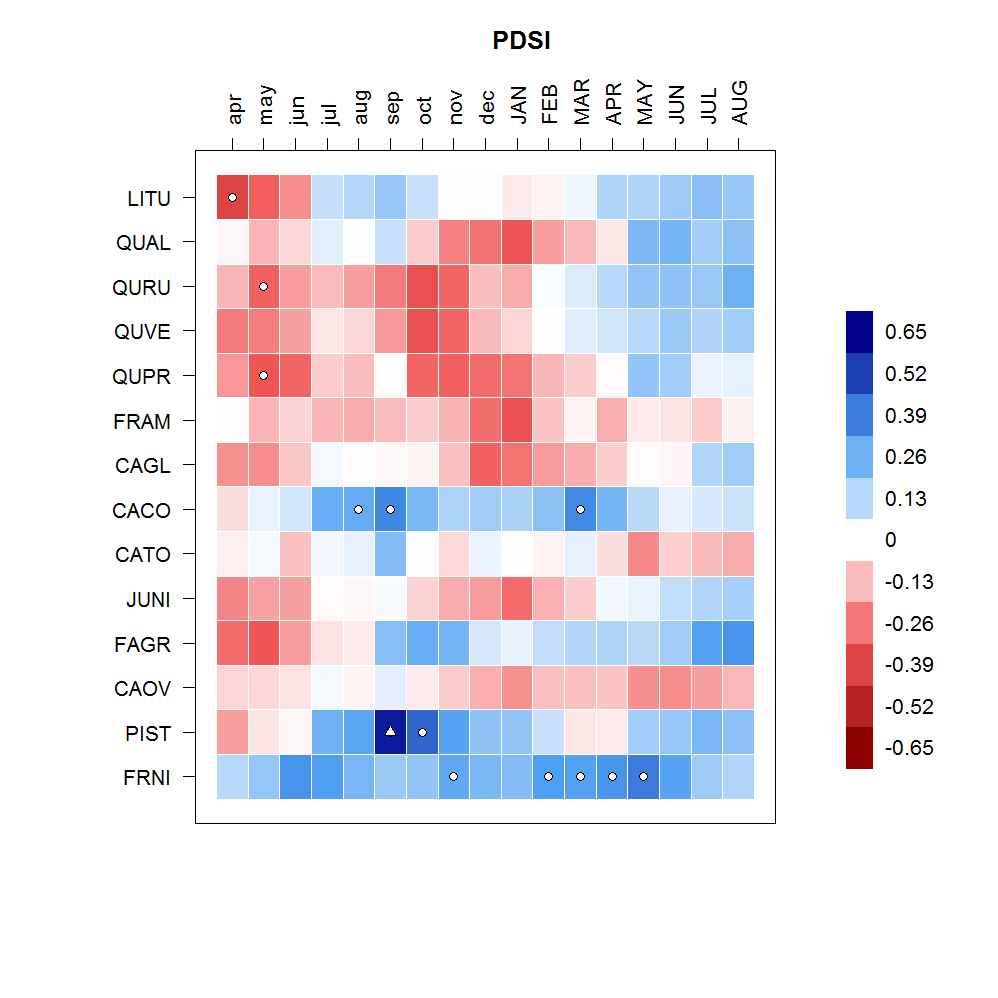 PDSI
apr may jun jul aug sep oct nov dec JAN FEB MAR APR MAY JUN JUL AUG
LITU
QUAL
QURU
QUVE
QUPR
FRAM
CAGL
CACO
CATO
JUNI
FAGR
CAOV
PIST
FRNI
0.65
0.52
0.39
0.26
0.13
0
-0.13
-0.26
-0.39
-0.52
-0.65